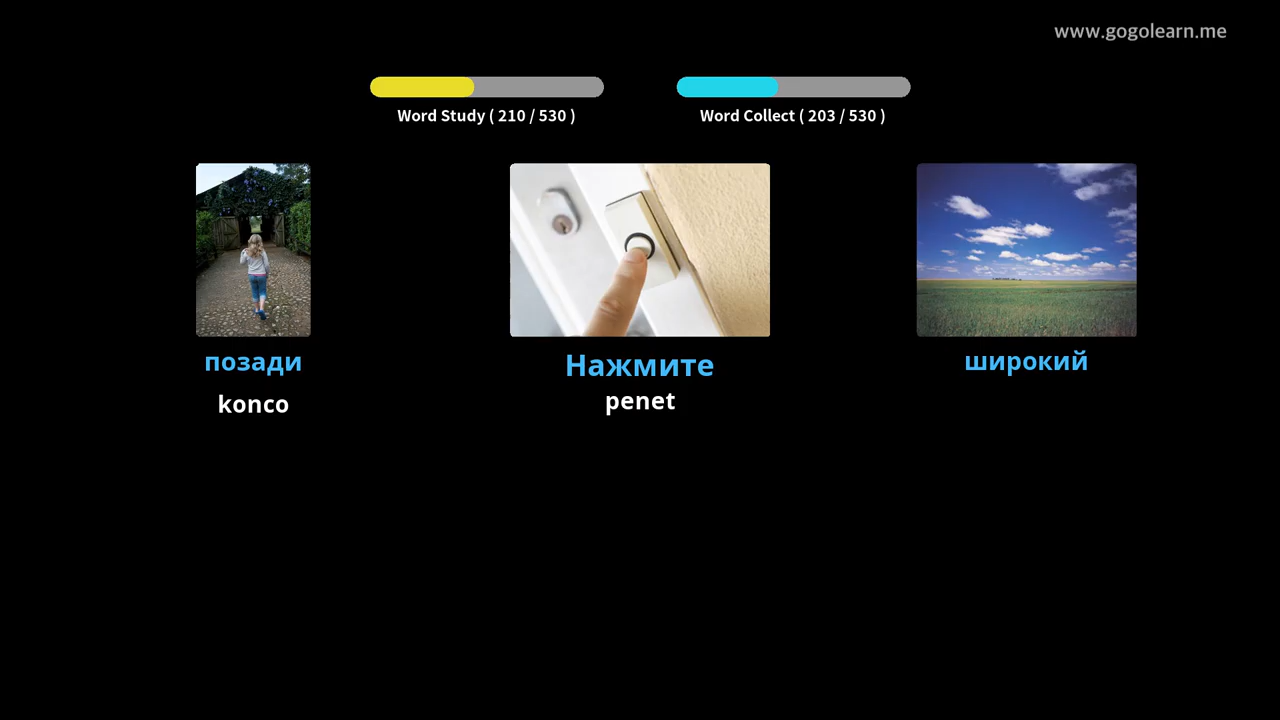 www.gogolearn.me
Word Study ( 210 / 530 )
Word Collect ( 203 / 530 )
позади
Нажмите
широкий
konco
penet